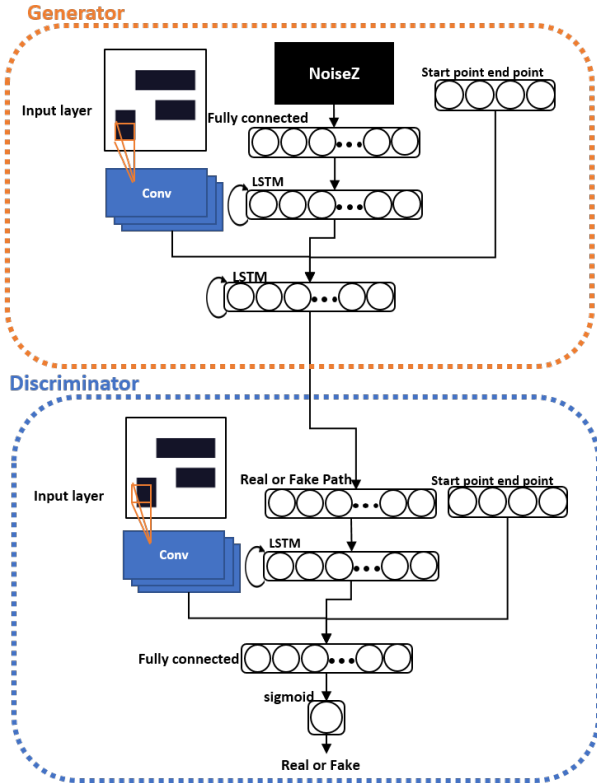 Generator
NoiseZ
Start point end point
Input layer
Fully connected
LSTM
Conv
LSTM
Discriminator
Real or Fake Path
Start point end point
Input layer
LSTM
Conv
Fully connected
sigmoid
Real or Fake